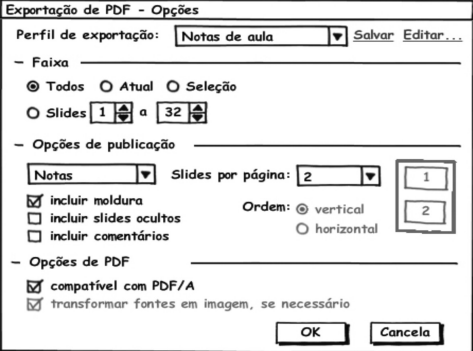 Exportação de PDF - Opções
Perfil de exportação: Notas de aula Salvar Editar...
Faixa
Todos Atual Seleção
Slides 1 a 32
Opções de publicação
Notas Slides por página: 2 1
incluir moldura Ordem: vertical 2
incluir slides ocultos horizontal
incluir comentários
Opções de PDF
compatível com PDF/A
transformar fontes em imagem, se necessário
OK Cancela